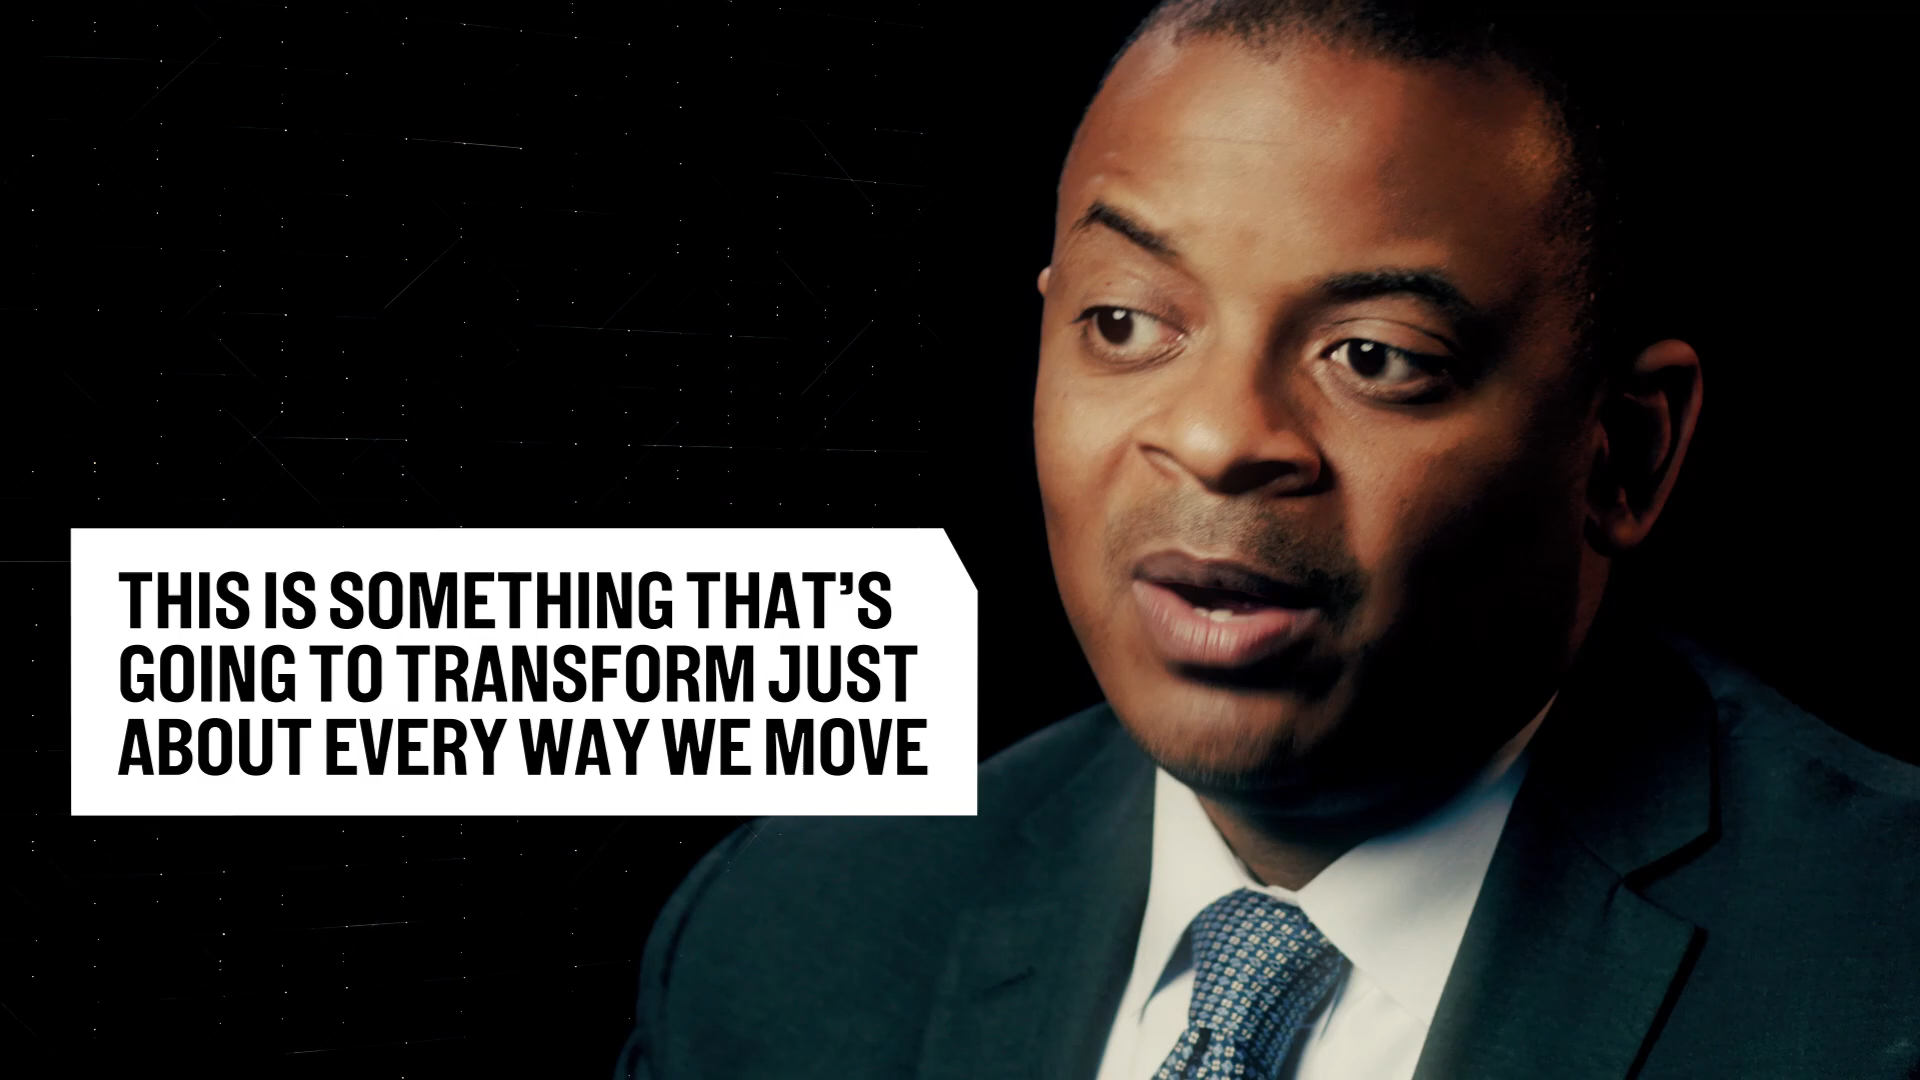 THIS IS SOMETHING THAT’S
GOING TO TRANSFORM JUST
ABOUT EVERY WAY WE MOVE